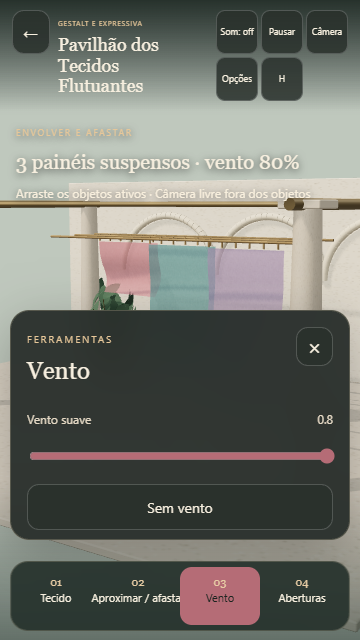 ←
GESTALT E EXPRESSIVA
Pavilhão dos
Tecidos
Flutuantes
Som: off
Pausar
Câmera
Opções
H
ENVOLVER E AFASTAR
3 painéis suspensos · vento 80%
Arraste os objetos ativos · Câmera livre fora dos objetos
FERRAMENTAS
×
Vento
Vento suave
0.8
Sem vento
01
Tecido
02
Aproximar / afasta
03
Vento
04
Aberturas